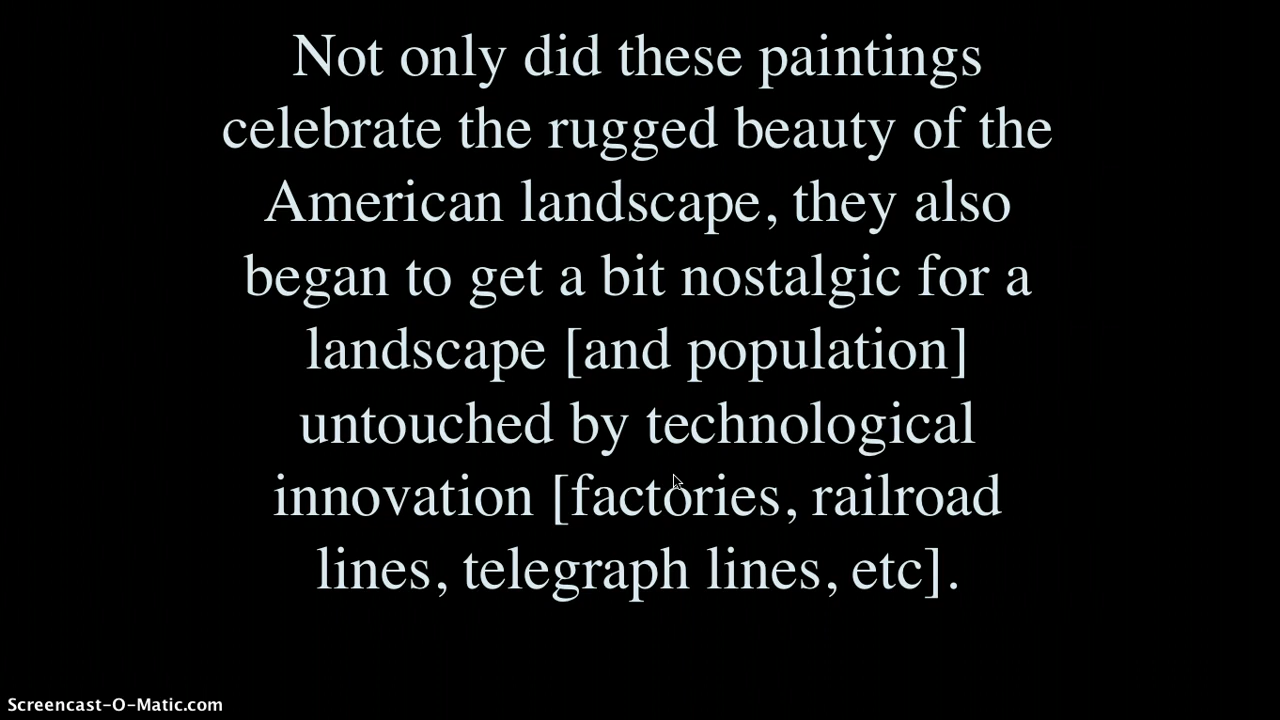 Not only did these paintings
celebrate the rugged beauty of the
American landscape, they also
began to get a bit nostalgic for a
landscape [and population]
untouched by technological
innovation [factories, railroad
lines, telegraph lines, etc].
Screencast-O-Matic.com